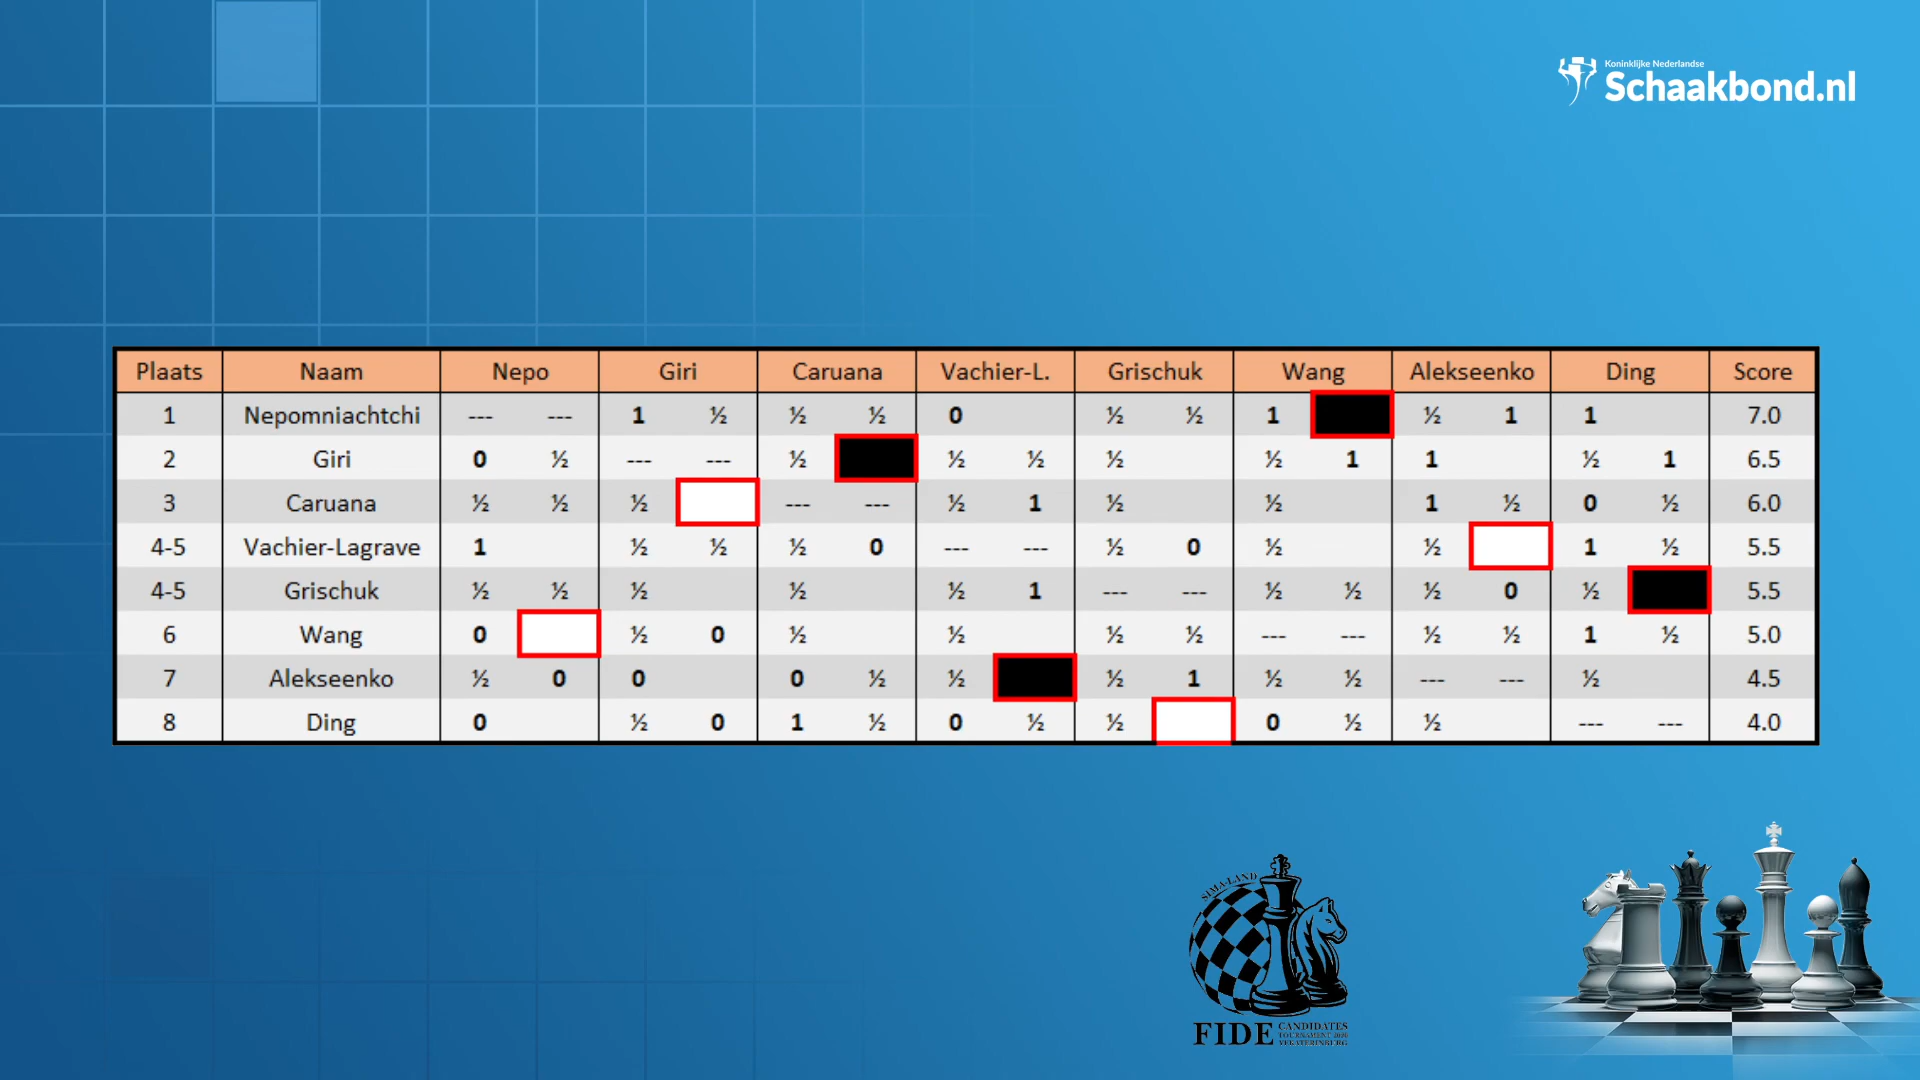 Koninklijke Nederlandse
Schaakbond.nl
Plaats Naam Nepo Giri Caruana Vachier-L. Grischuk Wang Alekseenko Ding Score
1 Nepomniachtchi --- --- 1 ½ ½ ½ 0 ½ ½ 1 ½ 1 1 7.0
2 Giri 0 ½ --- --- ½ ½ ½ ½ ½ 1 1 ½ 1 6.5
3 Caruana ½ ½ ½ --- --- ½ 1 ½ ½ 1 ½ 0 ½ 6.0
4-5 Vachier-Lagrave 1 ½ ½ ½ 0 --- --- ½ 0 ½ ½ 1 ½ 5.5
4-5 Grischuk ½ ½ ½ ½ ½ 1 --- --- ½ ½ ½ 0 ½ 5.5
6 Wang 0 ½ 0 ½ ½ ½ ½ --- --- ½ ½ 1 ½ 5.0
7 Alekseenko ½ 0 0 0 ½ ½ ½ 1 ½ ½ --- --- ½ 4.5
8 Ding 0 ½ 0 1 ½ 0 ½ ½ 0 ½ ½ --- --- 4.0
SIMA-LAND
FIDE CANDIDATES
TOURNAMENT 2020
YEKATERINBURG